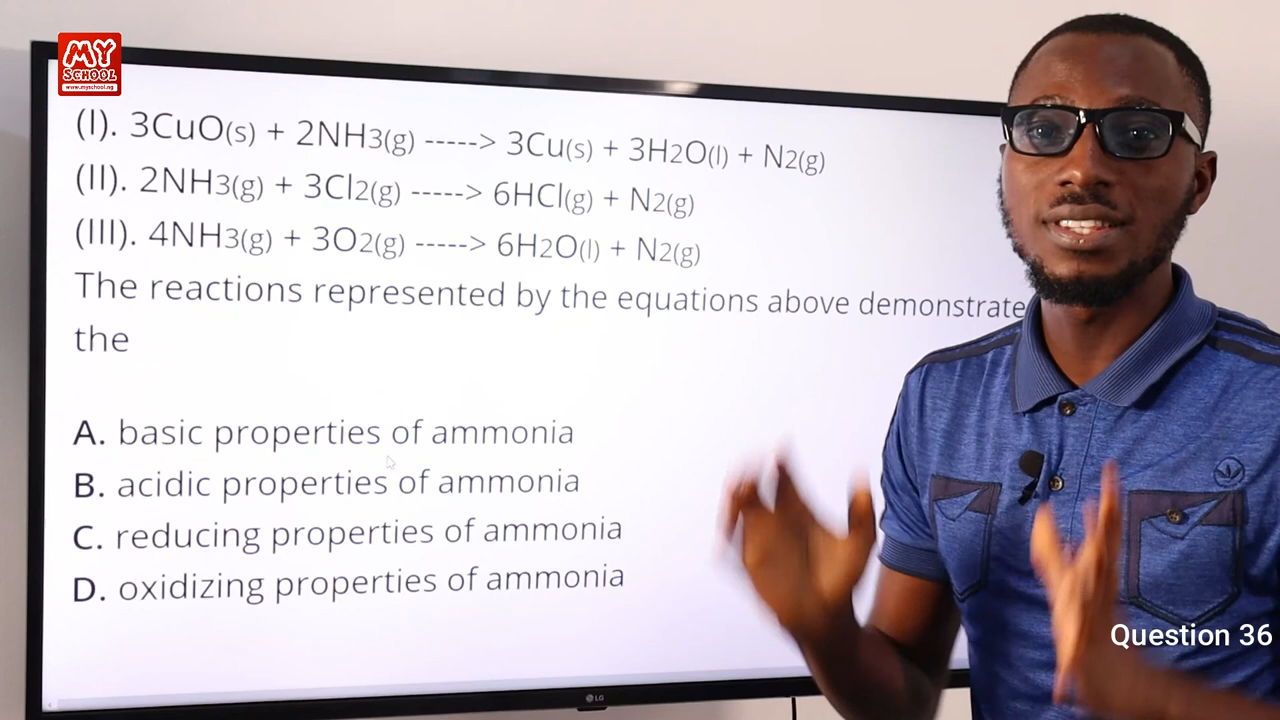 MY
SCHOOL
www.myschool.ng
(I). 3CuO(s) + 2NH3(g) -----> 3Cu(s) + 3H2O(l) + N2(g)
(II). 2NH3(g) + 3Cl2(g) -----> 6HCl(g) + N2(g)
(III). 4NH3(g) + 3O2(g) -----> 6H2O(l) + N2(g)
The reactions represented by the equations above demonstrate
the
A. basic properties of ammonia
B. acidic properties of ammonia
C. reducing properties of ammonia
D. oxidizing properties of ammonia
Question 36
LG